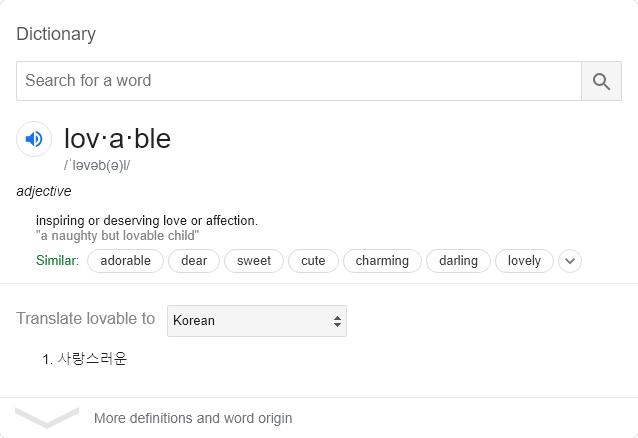 Dictionary
Search for a word
lov·a·ble
/ˈləvəb(ə)l/
adjective
inspiring or deserving love or affection.
"a naughty but lovable child"
Similar: adorable dear sweet cute charming darling lovely
Translate lovable to Korean
1. 사랑스러운
More definitions and word origin